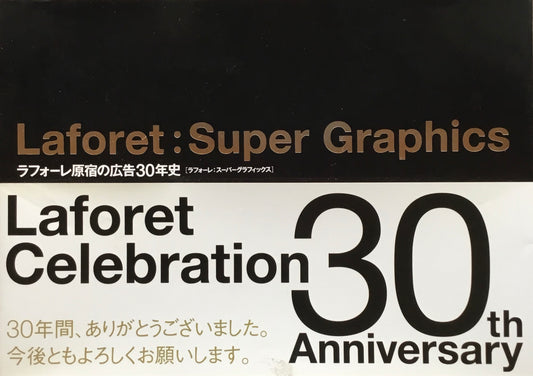 Laforet : Super Graphics
ラフォーレ原宿の広告30年史［ラフォーレ：スーパーグラフィックス］
Laforet
Celebration
30th
Anniversary
30年間、ありがとうございました。
今後ともよろしくお願いします。